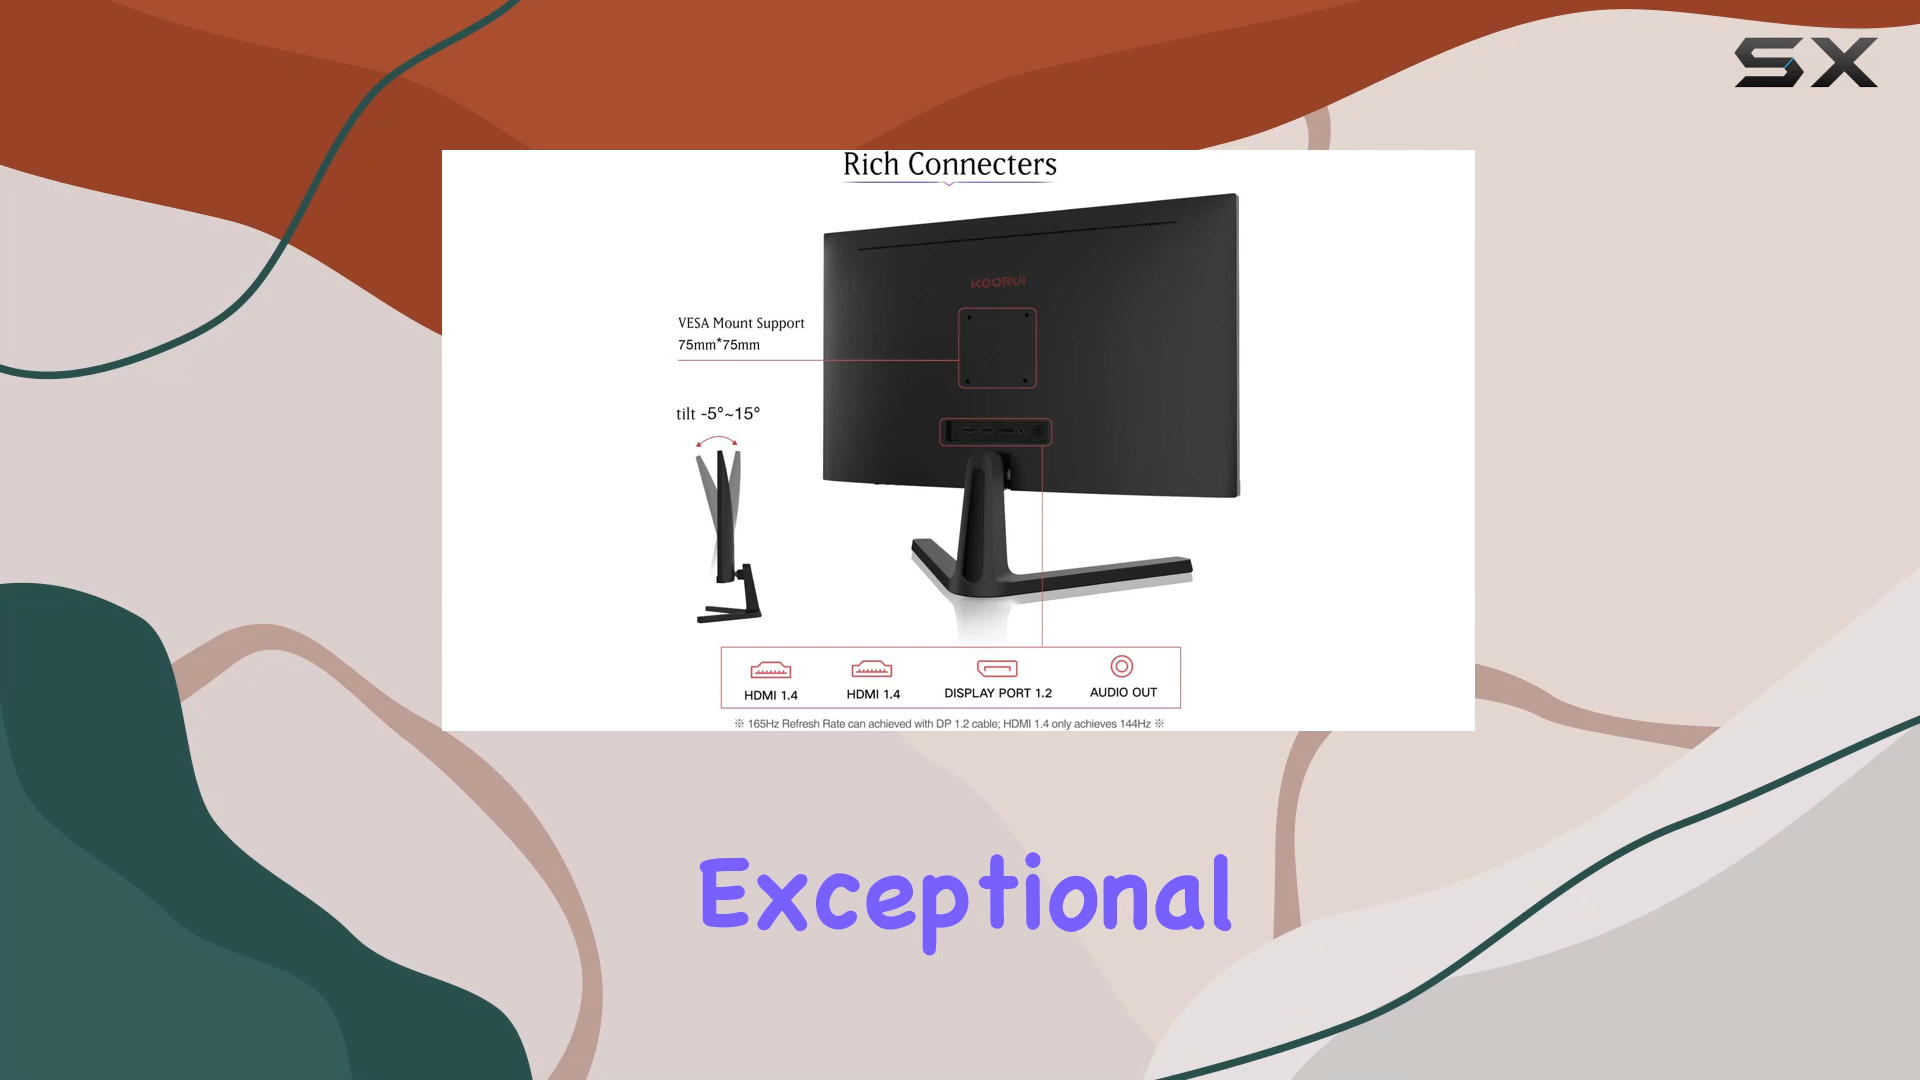 SX
Rich Connecters
KOORUI
VESA Mount Support
75mm*75mm
tilt -5°~15°
HDMI 1.4
HDMI 1.4
DISPLAY PORT 1.2
AUDIO OUT
※ 165Hz Refresh Rate can achieved with DP 1.2 cable; HDMI 1.4 only achieves 144Hz ※
Exceptional